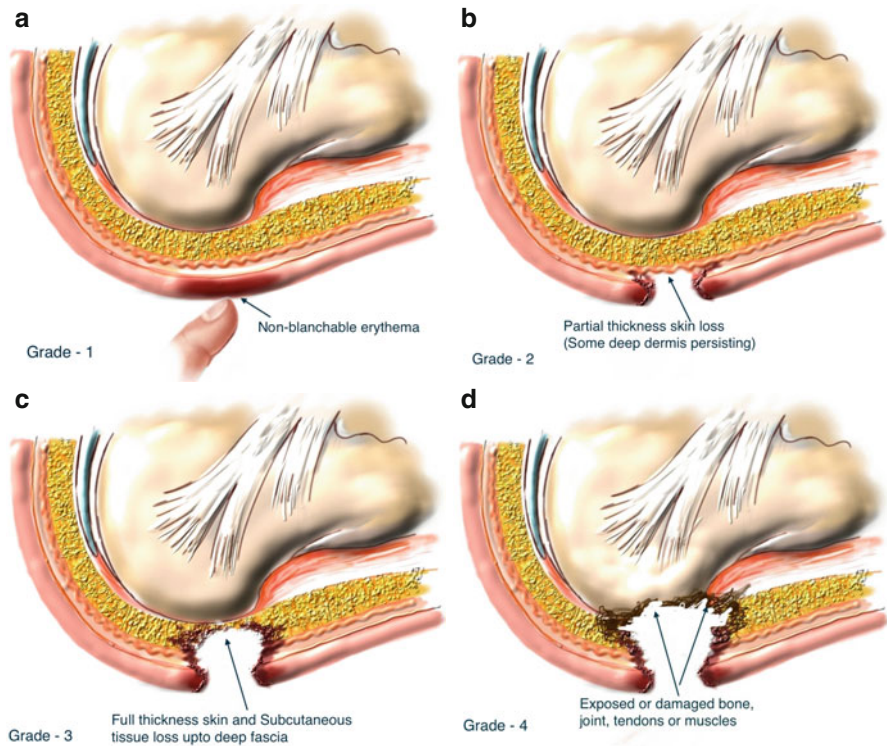 a
Non-blanchable erythema
Grade - 1
b
Partial thickness skin loss
(Some deep dermis persisting)
Grade - 2
c
Full thickness skin and Subcutaneous
tissue loss upto deep fascia
Grade - 3
d
Exposed or damaged bone,
joint, tendons or muscles
Grade - 4